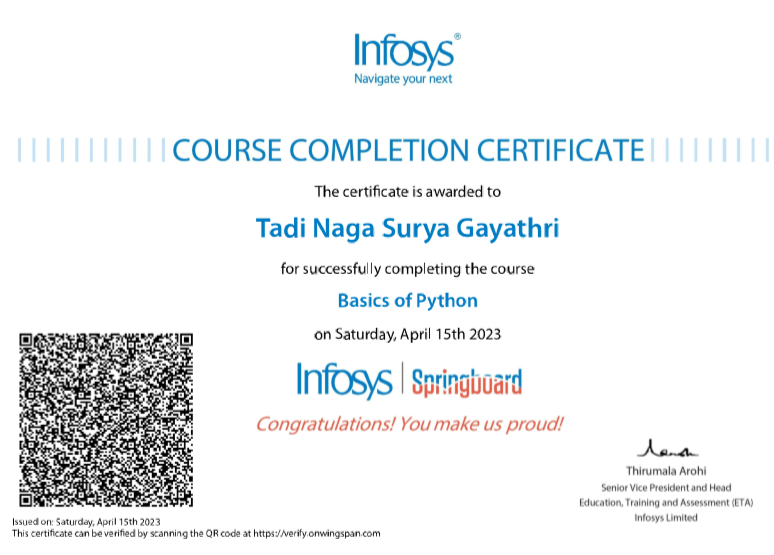 Infosys®
Navigate your next
COURSE COMPLETION CERTIFICATE
The certificate is awarded to
Tadi Naga Surya Gayathri
for successfully completing the course
Basics of Python
on Saturday, April 15th 2023
Infosys | Springboard
Congratulations! You make us proud!
Thirumala Arohi
Senior Vice President and Head
Education, Training and Assessment (ETA)
Infosys Limited
Issued on: Saturday, April 15th 2023
This certificate can be verified by scanning the QR code at https://verify.onwingspan.com